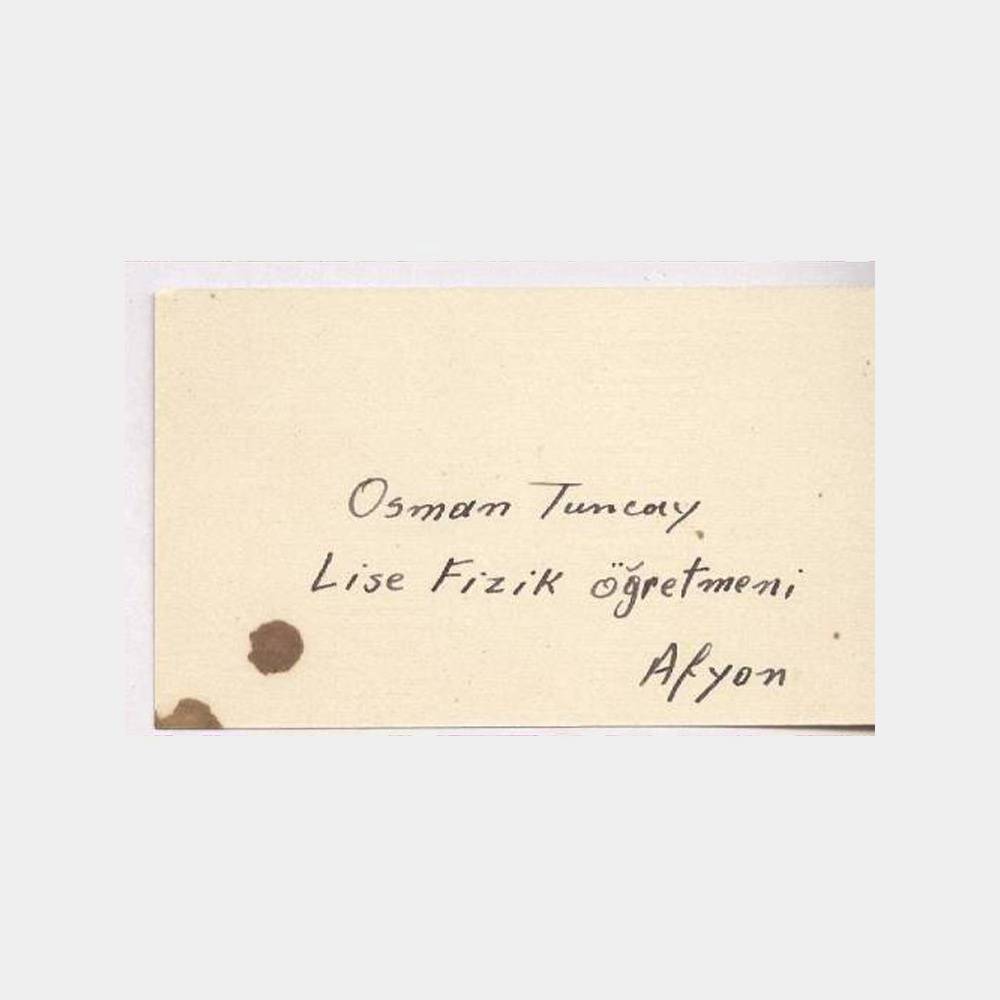 Osman Tuncay
Lise Fizik öğretmeni
Afyon